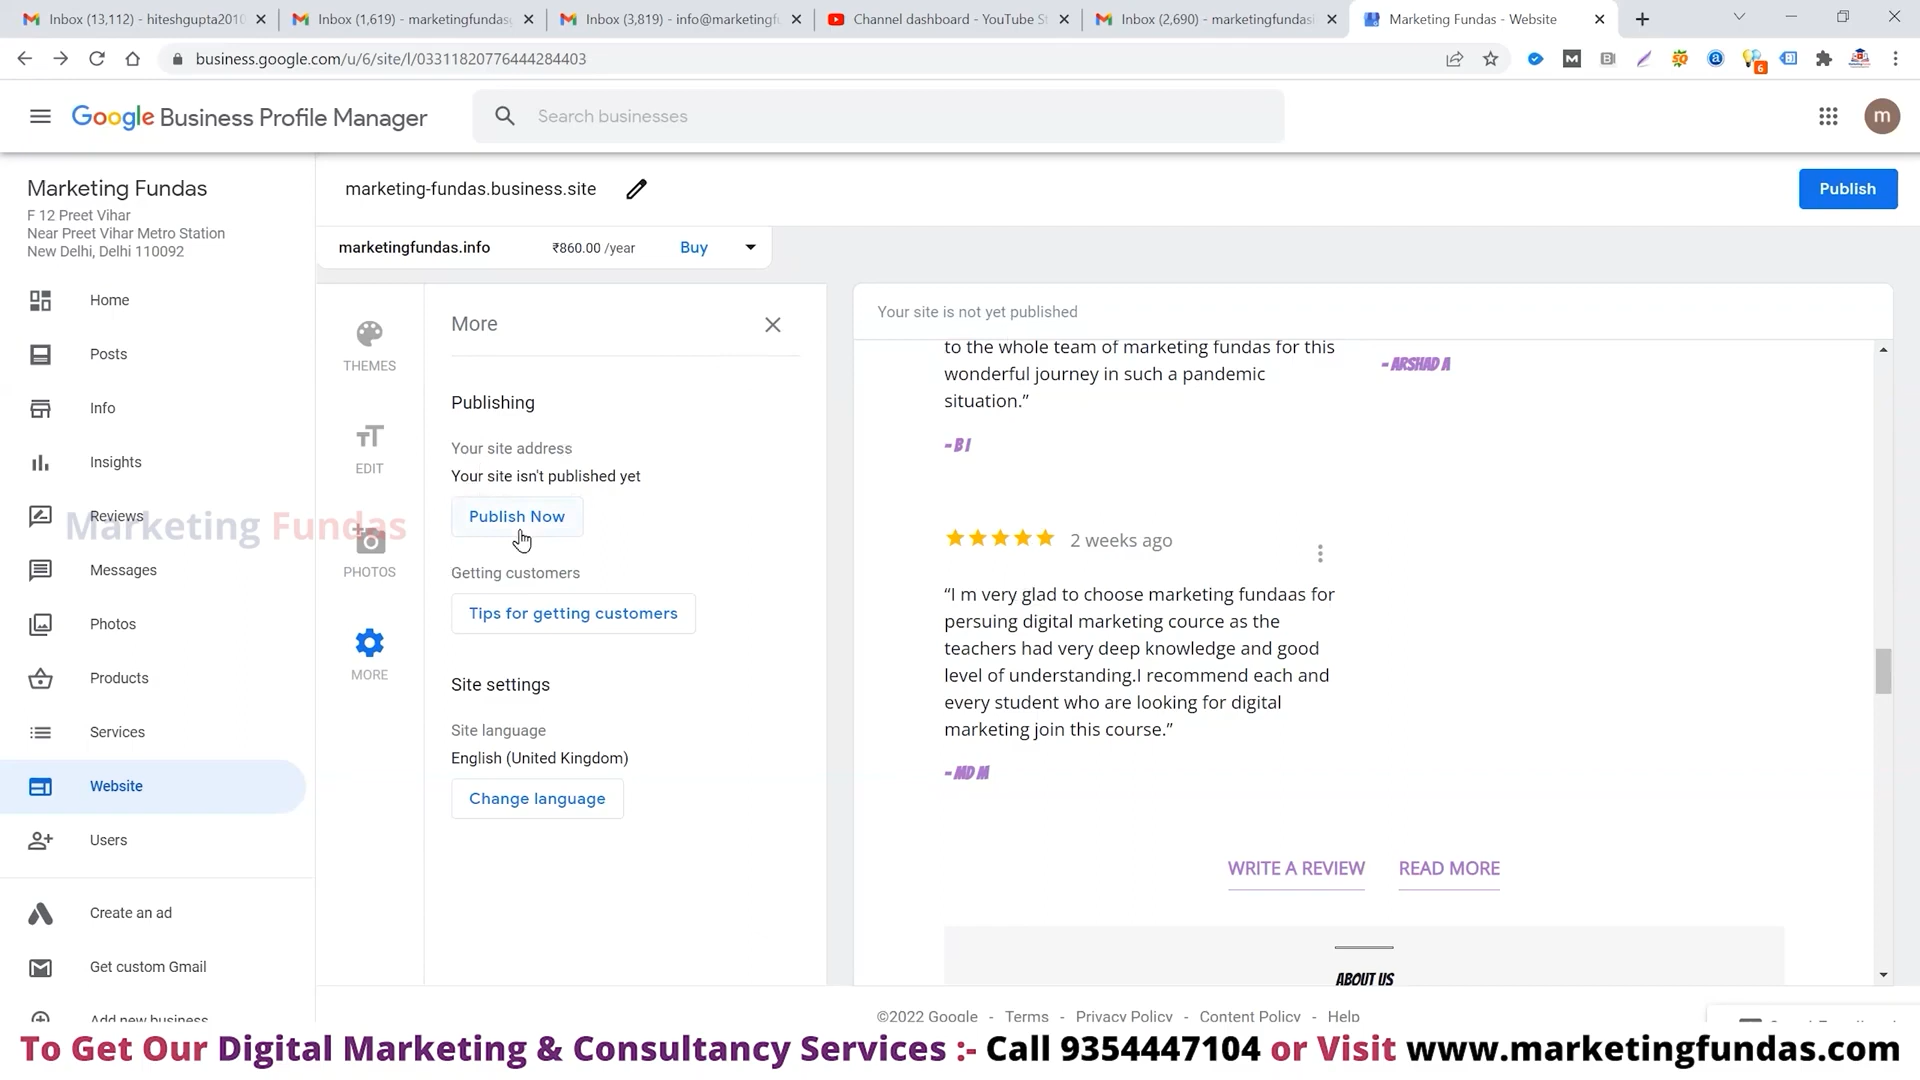 Inbox (13,112) - hiteshgupta2010
Inbox (1,619) - marketingfundasg
Inbox (3,819) - info@marketingfu
Channel dashboard - YouTube St
Inbox (2,690) - marketingfundasi
Marketing Fundas - Website
business.google.com/u/6/site/l/03311820776444284403
6
Google Business Profile Manager
Search businesses
m
Marketing Fundas
F 12 Preet Vihar
Near Preet Vihar Metro Station
New Delhi, Delhi 110092
marketing-fundas.business.site
Publish
marketingfundas.info ₹860.00 /year Buy
Home
Posts
Info
Insights
Reviews
Messages
Photos
Products
Services
Website
Users
Create an ad
Get custom Gmail
Add new business
Marketing Fundas
THEMES
EDIT
PHOTOS
MORE
More
Publishing
Your site address
Your site isn't published yet
Publish Now
Getting customers
Tips for getting customers
Site settings
Site language
English (United Kingdom)
Change language
Your site is not yet published
to the whole team of marketing fundas for this
wonderful journey in such a pandemic
situation.”
- B I
- ARSHAD A
2 weeks ago
“I m very glad to choose marketing fundaas for
persuing digital marketing cource as the
teachers had very deep knowledge and good
level of understanding.I recommend each and
every student who are looking for digital
marketing join this course.”
- MD M
WRITE A REVIEW READ MORE
ABOUT US
©2022 Google - Terms - Privacy Policy - Content Policy - Help
To Get Our Digital Marketing & Consultancy Services :- Call 9354447104 or Visit www.marketingfundas.com